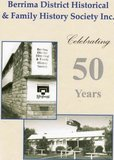 Berrima District Historical
& Family History Society Inc.
Celebrating
50
Years